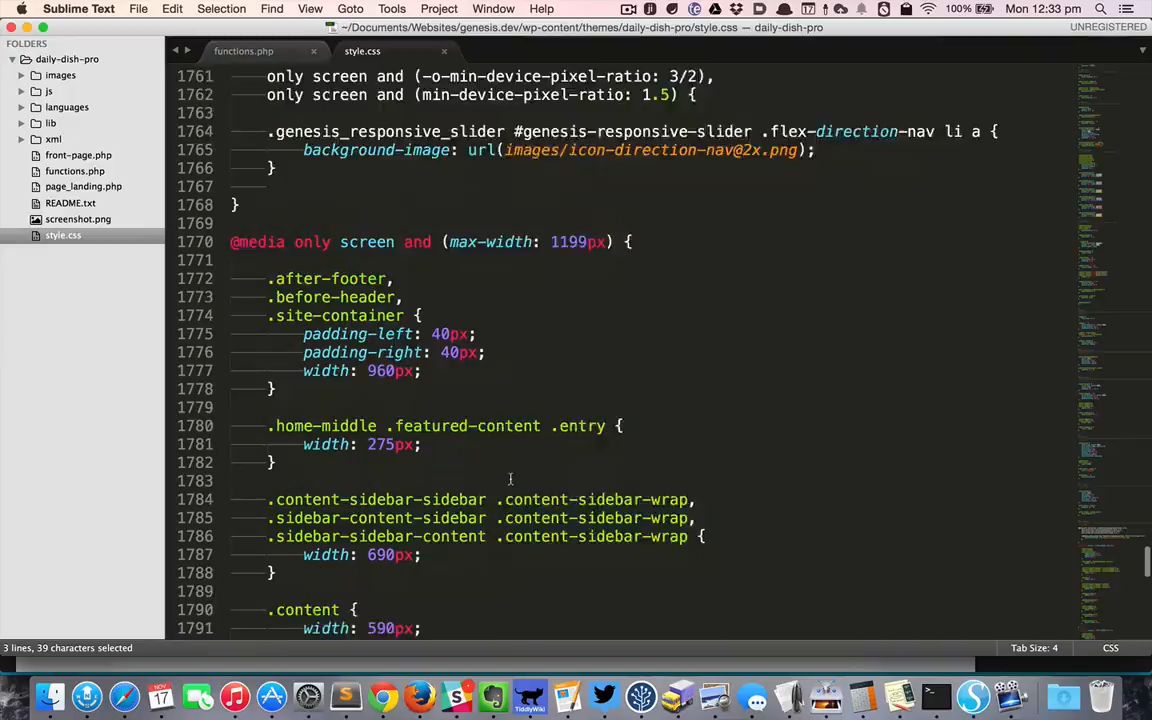 Sublime Text File Edit Selection Find View Goto Tools Project Window Help 100% Mon 12:33 PM
~/Documents/Websites/genesis.dev/wp-content/themes/daily-dish-pro/style.css — daily-dish-pro UNREGISTERED
FOLDERS
daily-dish-pro
images
js
languages
lib
xml
front-page.php
functions.php
page_landing.php
README.txt
screenshot.png
style.css
functions.php × style.css ×
1761 only screen and (-o-min-device-pixel-ratio: 3/2),
1762 only screen and (min-device-pixel-ratio: 1.5) {
1763
1764 .genesis_responsive_slider #genesis-responsive-slider .flex-direction-nav li a {
1765 background-image: url(images/icon-direction-nav@2x.png);
1766 }
1767
1768 }
1769
1770 @media only screen and (max-width: 1199px) {
1771
1772 .after-footer,
1773 .before-header,
1774 .site-container {
1775 padding-left: 40px;
1776 padding-right: 40px;
1777 width: 960px;
1778 }
1779
1780 .home-middle .featured-content .entry {
1781 width: 275px;
1782 }
1783
1784 .content-sidebar-sidebar .content-sidebar-wrap,
1785 .sidebar-content-sidebar .content-sidebar-wrap,
1786 .sidebar-sidebar-content .content-sidebar-wrap {
1787 width: 690px;
1788 }
1789
1790 .content {
1791 width: 590px;
3 lines, 39 characters selected Tab Size: 4 CSS
NOV
17
TiddlyWiki